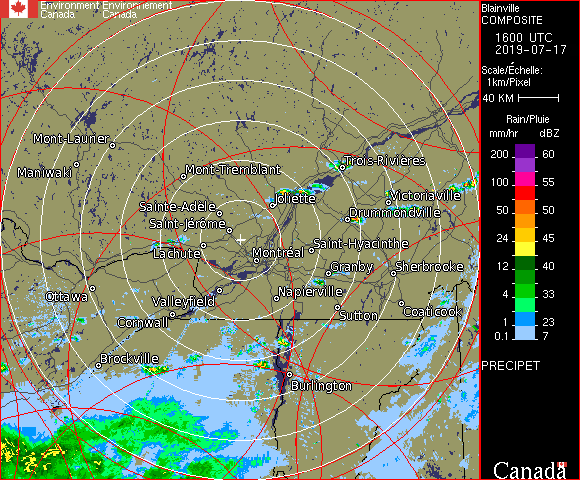 Environment Environnement
Canada Canada
Blainville
COMPOSITE
1600 UTC
2019-07-17
Scale/Échelle:
1km/Pixel
40 KM
Rain/Pluie
mm/hr dBZ
200 60
100 55
50 50
24 45
12 40
4 33
1 23
0.1 7
PRECIPET
Canada
Mont-Laurier
Maniwaki
Mont-Tremblant
Trois-Rivières
Joliette
Victoriaville
Sainte-Adele
Drummondville
Saint-Jérôme
Lachute
Montréal
Saint-Hyacinthe
Granby
Sherbrooke
Ottawa
Valleyfield
Napierville
Cornwall
Sutton
Coaticook
Brockville
Burlington